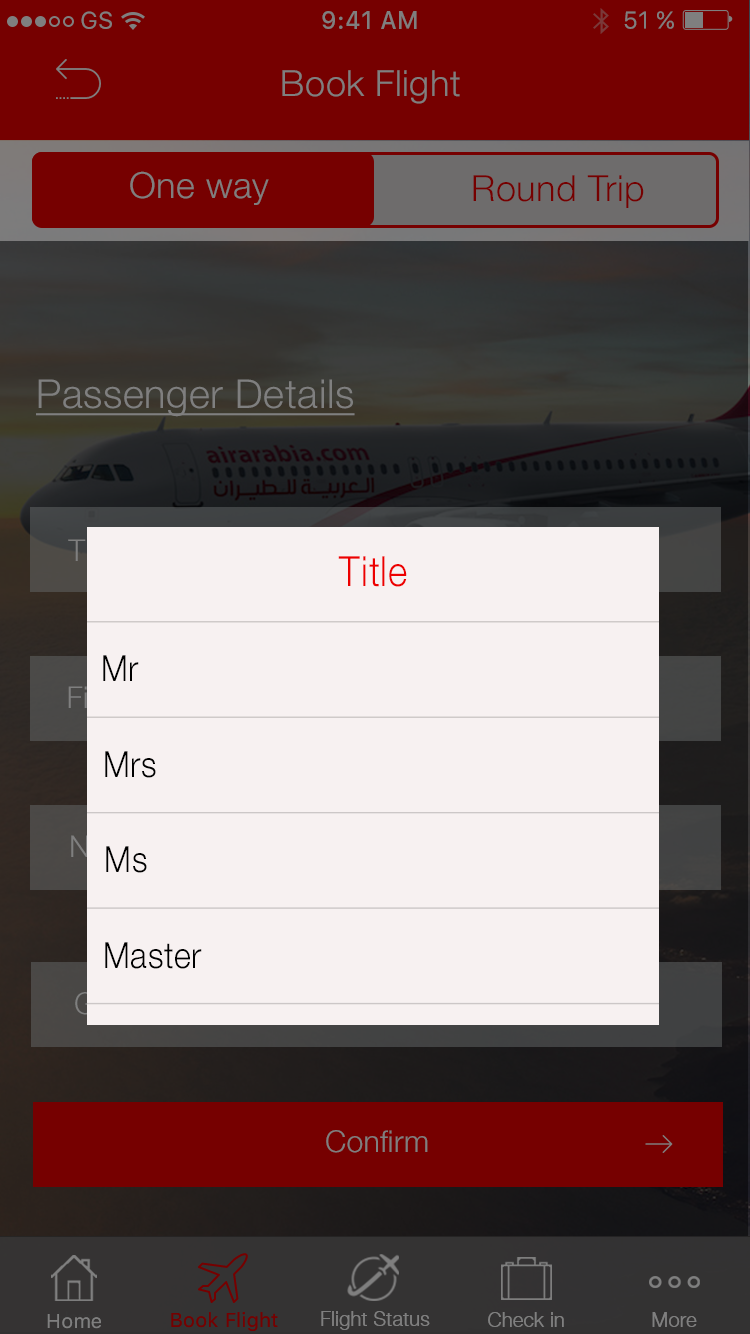 GS 9:41 AM 51 %
Book Flight
One way Round Trip
Passenger Details
airarabia.com
العربية للطيران
T
Title
Mr
Fi
Mrs
N
Ms
Master
Confirm
Home Book Flight Flight Status Check in More